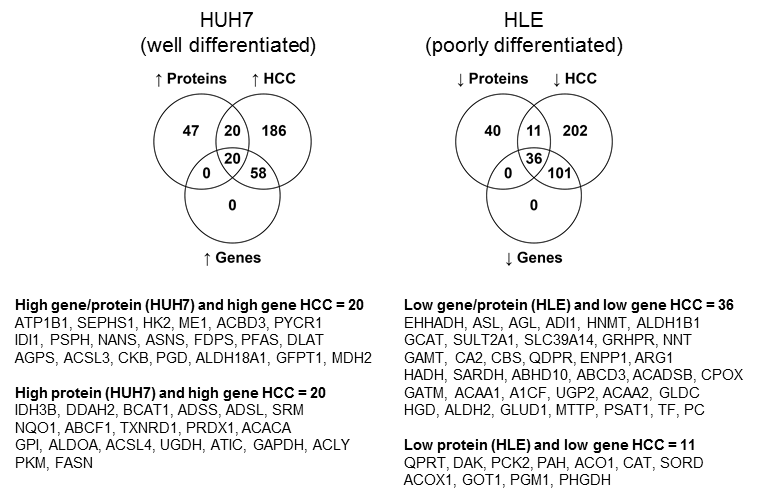 HUH7
(well differentiated)
↑ Proteins
↑ HCC
47
20
186
20
0
58
0
↑ Genes
High gene/protein (HUH7) and high gene HCC = 20
ATP1B1, SEPHS1, HK2, ME1, ACBD3, PYCR1
IDI1, PSPH, NANS, ASNS, FDPS, PFAS, DLAT
AGPS, ACSL3, CKB, PGD, ALDH18A1, GFPT1, MDH2
High protein (HUH7) and high gene HCC = 20
IDH3B, DDAH2, BCAT1, ADSS, ADSL, SRM
NQO1, ABCF1, TXNRD1, PRDX1, ACACA
GPI, ALDOA, ACSL4, UGDH, ATIC, GAPDH, ACLY
PKM, FASN
HLE
(poorly differentiated)
↓ Proteins
↓ HCC
40
11
202
36
0
101
0
↓ Genes
Low gene/protein (HLE) and low gene HCC = 36
EHHADH, ASL, AGL, ADI1, HNMT, ALDH1B1
GCAT, SULT2A1, SLC39A14, GRHPR, NNT
GAMT, CA2, CBS, QDPR, ENPP1, ARG1
HADH, SARDH, ABHD10, ABCD3, ACADSB, CPOX
GATM, ACAA1, A1CF, UGP2, ACAA2, GLDC
HGD, ALDH2, GLUD1, MTTP, PSAT1, TF, PC
Low protein (HLE) and low gene HCC = 11
QPRT, DAK, PCK2, PAH, ACO1, CAT, SORD
ACOX1, GOT1, PGM1, PHGDH